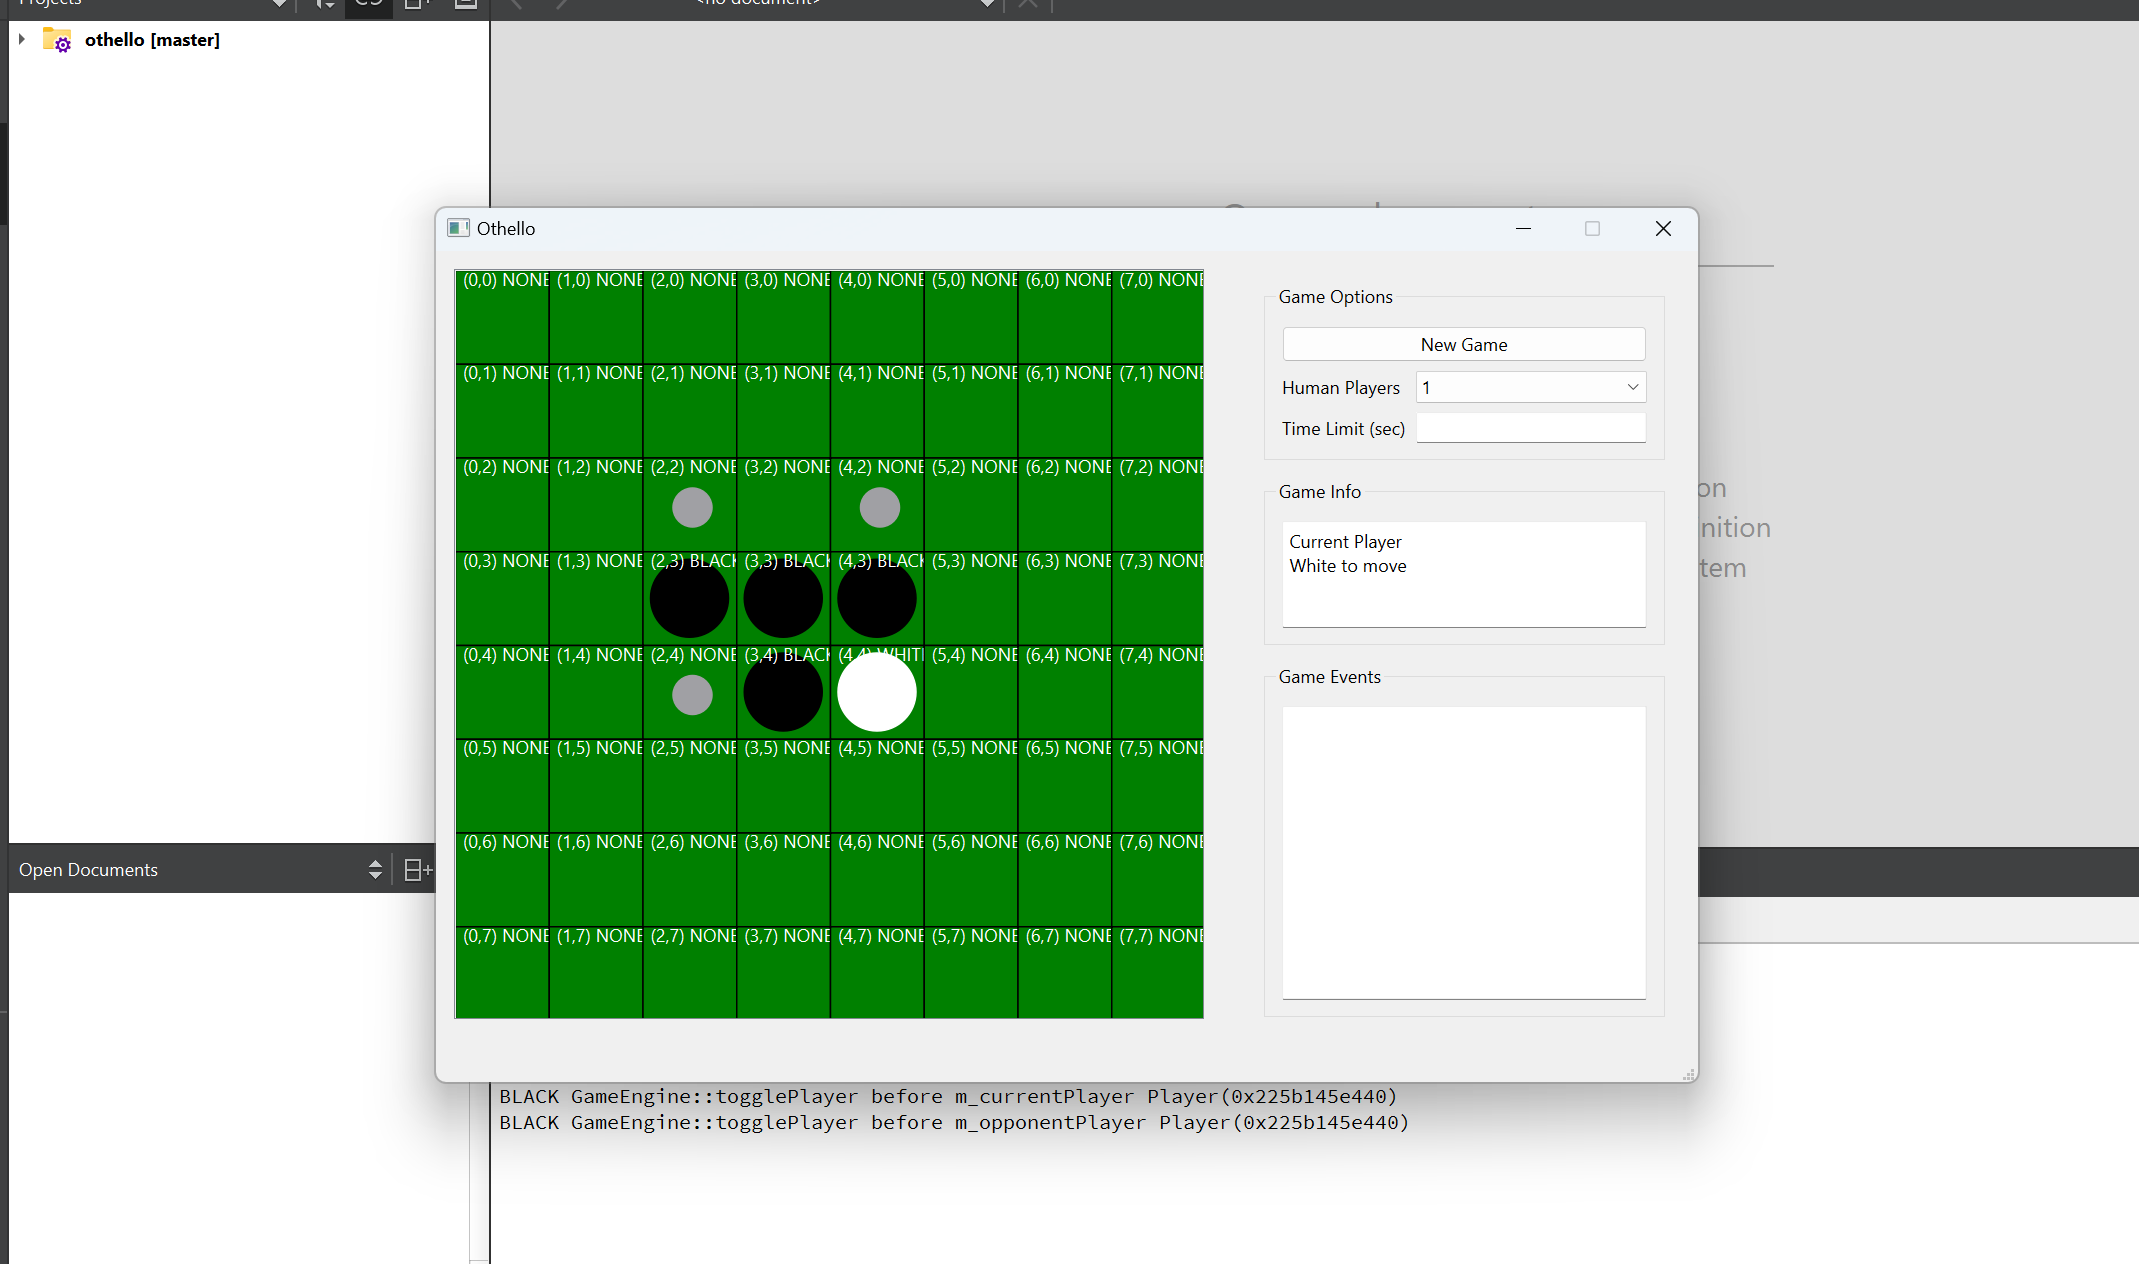 Projects
<no document>
othello [master]
Othello
(0,0) NONE (1,0) NONE (2,0) NONE (3,0) NONE (4,0) NONE (5,0) NONE (6,0) NONE (7,0) NONE
(0,1) NONE (1,1) NONE (2,1) NONE (3,1) NONE (4,1) NONE (5,1) NONE (6,1) NONE (7,1) NONE
(0,2) NONE (1,2) NONE (2,2) NONE (3,2) NONE (4,2) NONE (5,2) NONE (6,2) NONE (7,2) NONE
(0,3) NONE (1,3) NONE (2,3) BLACK (3,3) BLACK (4,3) BLACK (5,3) NONE (6,3) NONE (7,3) NONE
(0,4) NONE (1,4) NONE (2,4) NONE (3,4) BLACK (4,4) WHIT (5,4) NONE (6,4) NONE (7,4) NONE
(0,5) NONE (1,5) NONE (2,5) NONE (3,5) NONE (4,5) NONE (5,5) NONE (6,5) NONE (7,5) NONE
(0,6) NONE (1,6) NONE (2,6) NONE (3,6) NONE (4,6) NONE (5,6) NONE (6,6) NONE (7,6) NONE
(0,7) NONE (1,7) NONE (2,7) NONE (3,7) NONE (4,7) NONE (5,7) NONE (6,7) NONE (7,7) NONE
Game Options
New Game
Human Players 1
Time Limit (sec)
Game Info
Current Player
White to move
Game Events
on
nition
tem
Open Documents
BLACK GameEngine::togglePlayer before m_currentPlayer Player(0x225b145e440)
BLACK GameEngine::togglePlayer before m_opponentPlayer Player(0x225b145e440)